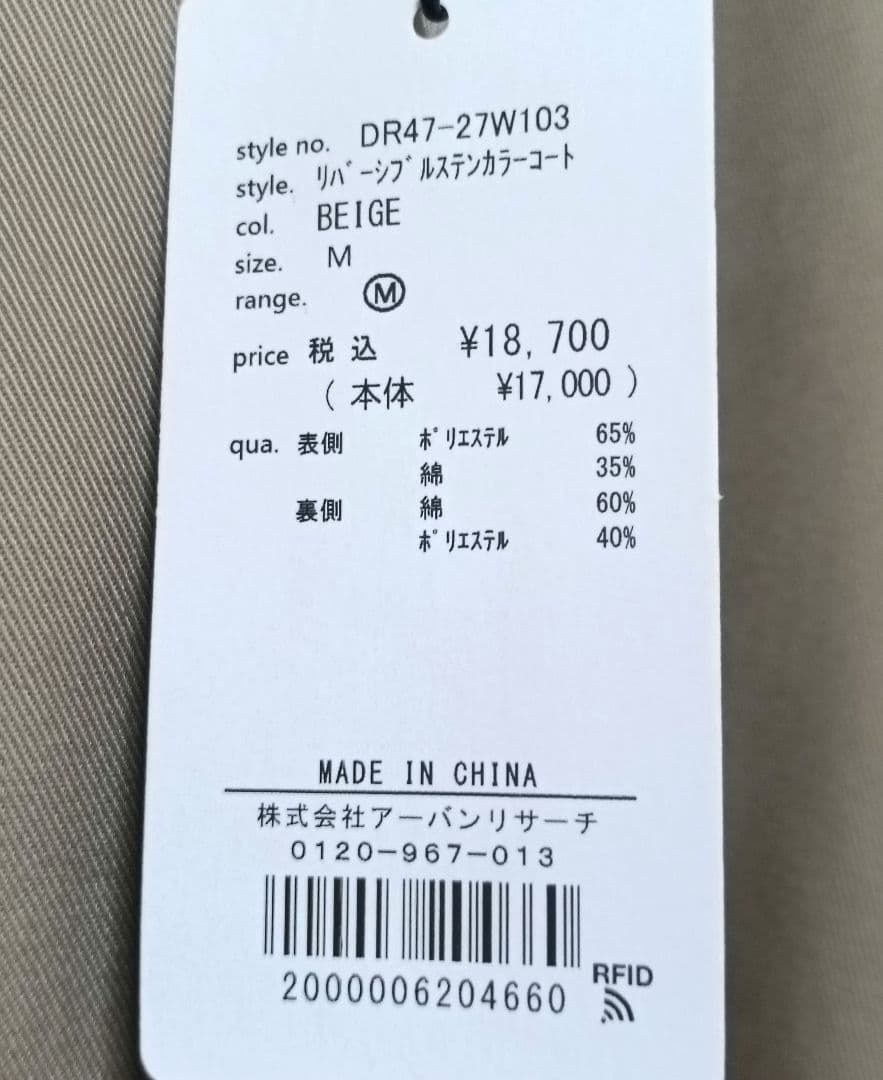 style no. DR47-27W103
style. ﾘﾊﾞｰｼﾌﾞﾙｽﾃﾝｶﾗｰｺｰﾄ
col. BEIGE
size. M
range. Ⓜ
price 税込 ¥18,700
( 本体 ¥17,000 )
qua. 表側 ﾎﾟﾘｴｽﾃﾙ 65%
綿 35%
裏側 綿 60%
ﾎﾟﾘｴｽﾃﾙ 40%
MADE IN CHINA
株式会社アーバンリサーチ
0120-967-013
2000006204660
RFID